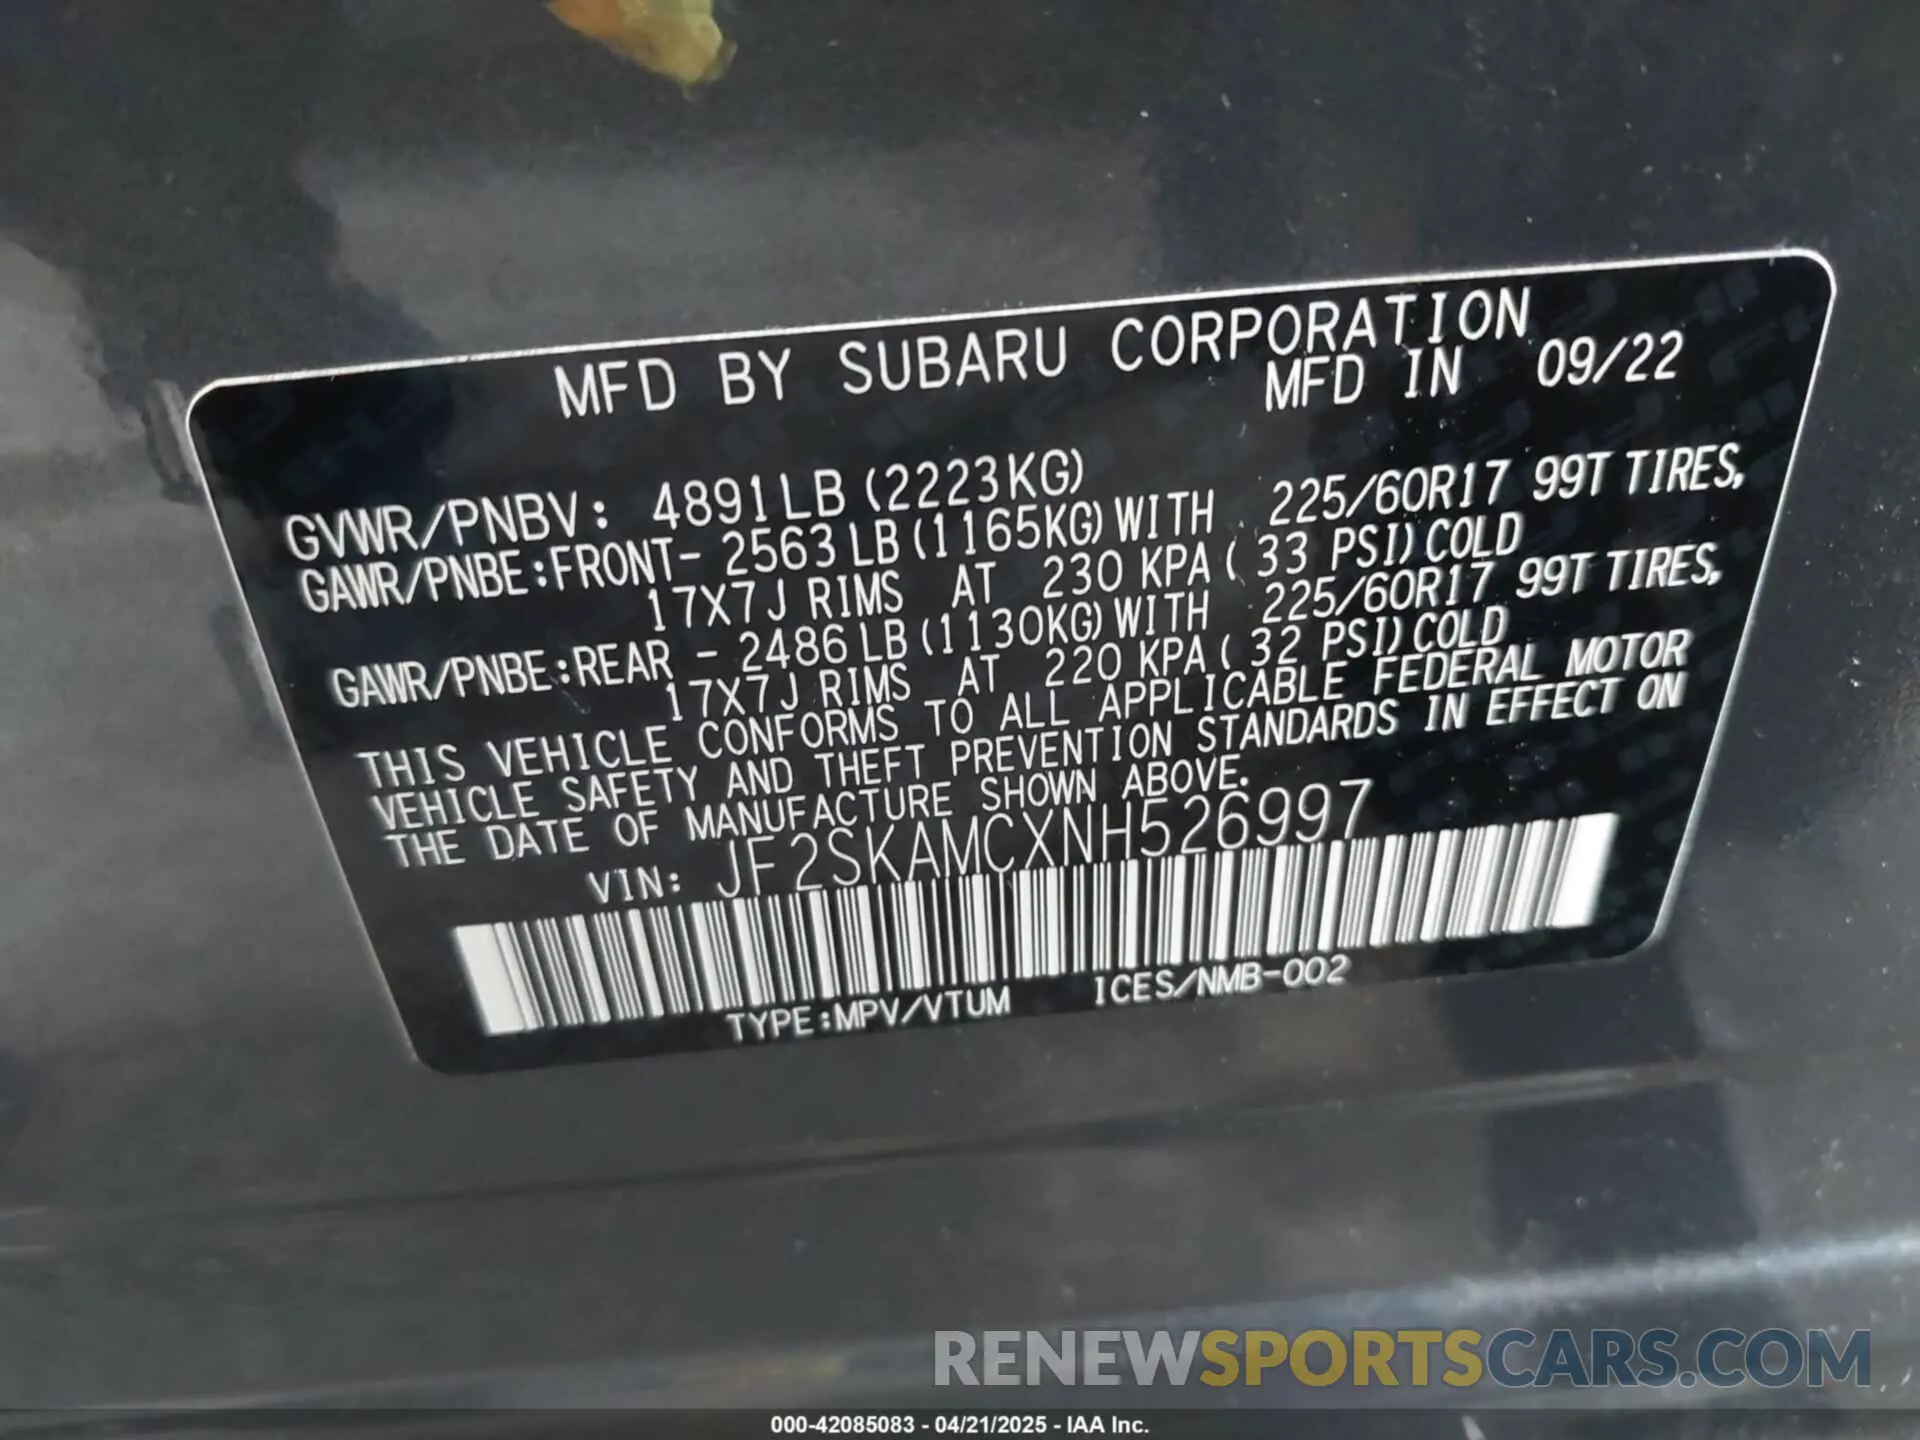 MFD BY SUBARU CORPORATION
MFD IN 09/22
GVWR/PNBV: 4891LB (2223KG)
GAWR/PNBE:FRONT- 2563 LB (1165KG) WITH 225/60R17 99T TIRES,
17X7J RIMS AT 230 KPA ( 33 PSI) COLD
GAWR/PNBE:REAR - 2486 LB (1130KG) WITH 225/60R17 99T TIRES,
17X7J RIMS AT 220 KPA ( 32 PSI) COLD
THIS VEHICLE CONFORMS TO ALL APPLICABLE FEDERAL MOTOR
VEHICLE SAFETY AND THEFT PREVENTION STANDARDS IN EFFECT ON
THE DATE OF MANUFACTURE SHOWN ABOVE.
VIN: JF2SKAMCXNH526997
TYPE:MPV/VTUM ICES/NMB-002
RENEWSPORTSCARS.COM
000-42085083 - 04/21/2025 - IAA Inc.